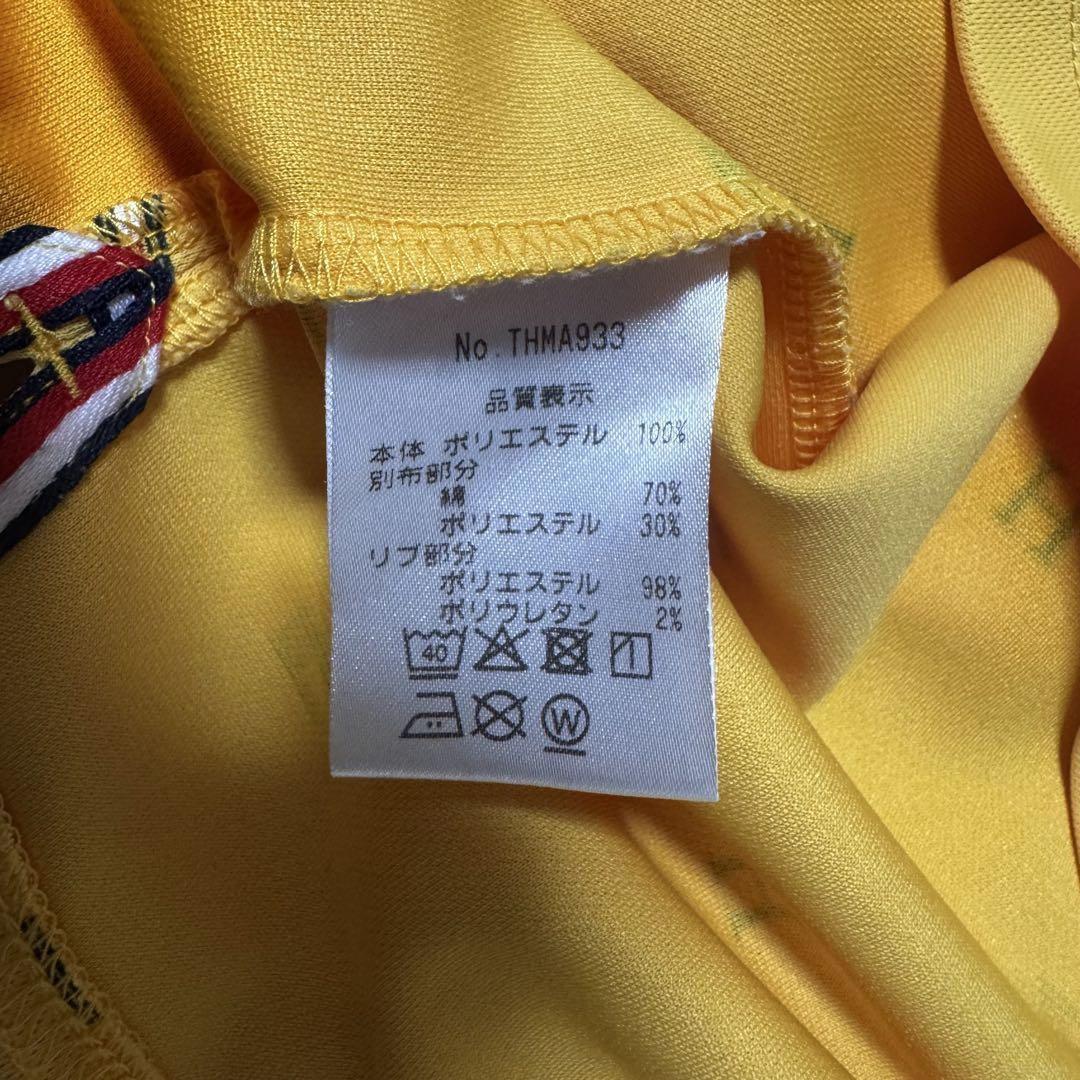 No.THMA933
品質表示
本体 ポリエステル 100%
別布部分
綿 70%
ポリエステル 30%
リブ部分
ポリエステル 98%
ポリウレタン 2%
40
W